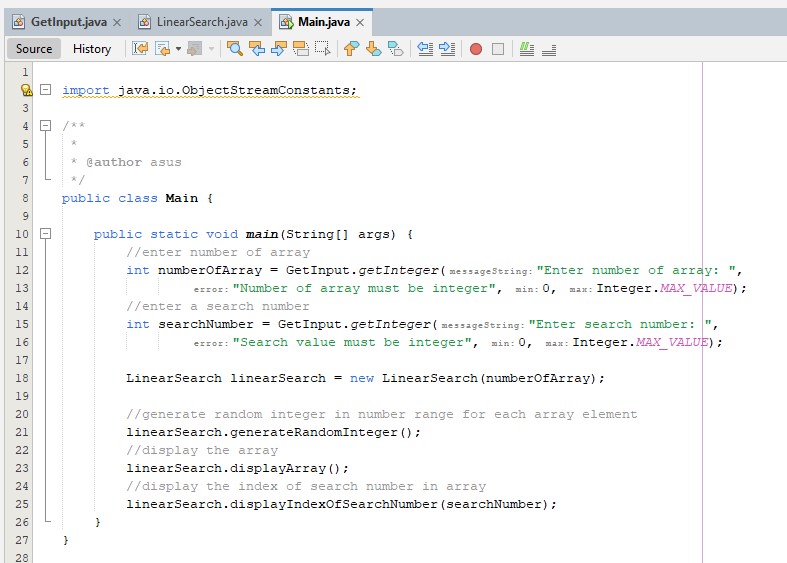 GetInput.java × LinearSearch.java × Main.java ×
Source History
1
2 import java.io.ObjectStreamConstants;
3
4 /**
5 *
6 * @author asus
7 */
8 public class Main {
9
10 public static void main(String[] args) {
11 //enter number of array
12 int numberOfArray = GetInput.getInteger( messageString: "Enter number of array: ",
13 error: "Number of array must be integer", min: 0, max: Integer.MAX_VALUE);
14 //enter a search number
15 int searchNumber = GetInput.getInteger( messageString: "Enter search number: ",
16 error: "Search value must be integer", min: 0, max: Integer.MAX_VALUE);
17
18 LinearSearch linearSearch = new LinearSearch(numberOfArray);
19
20 //generate random integer in number range for each array element
21 linearSearch.generateRandomInteger();
22 //display the array
23 linearSearch.displayArray();
24 //display the index of search number in array
25 linearSearch.displayIndexOfSearchNumber(searchNumber);
26 }
27 }
28